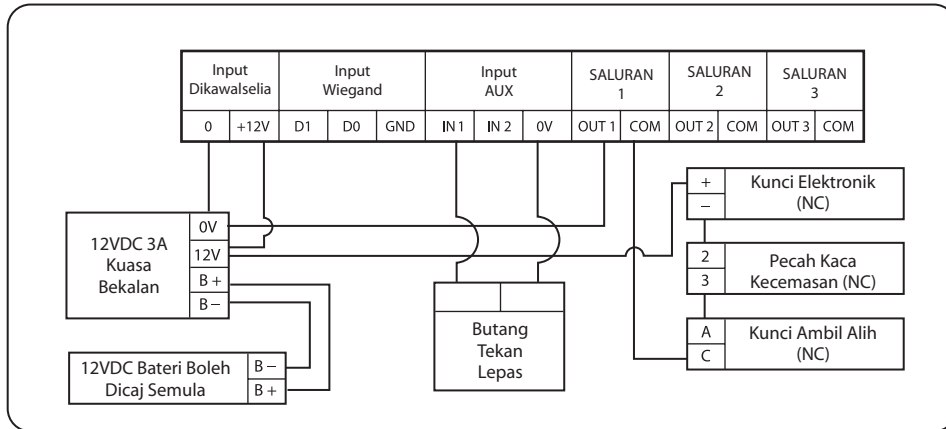 Input
Dikawalselia
Input
Wiegand
Input
AUX
SALURAN
1
SALURAN
2
SALURAN
3
0 +12V D1 D0 GND IN 1 IN 2 0V OUT 1 COM OUT 2 COM OUT 3 COM
12VDC 3A
Kuasa
Bekalan
0V
12V
B +
B −
12VDC Bateri Boleh
Dicaj Semula
B −
B +
Butang
Tekan
Lepas
+
−
Kunci Elektronik
(NC)
2
3
Pecah Kaca
Kecemasan (NC)
A
C
Kunci Ambil Alih
(NC)